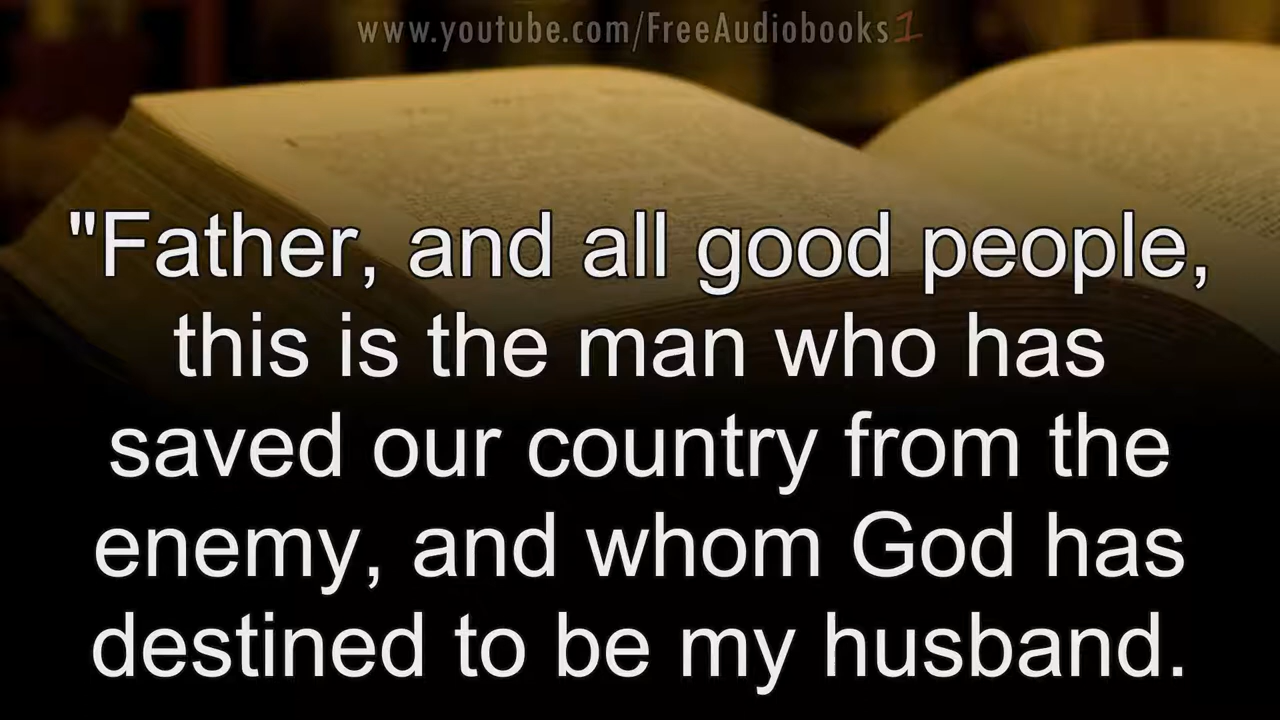 www.youtube.com/FreeAudiobooks1
"Father, and all good people,
this is the man who has
saved our country from the
enemy, and whom God has
destined to be my husband.